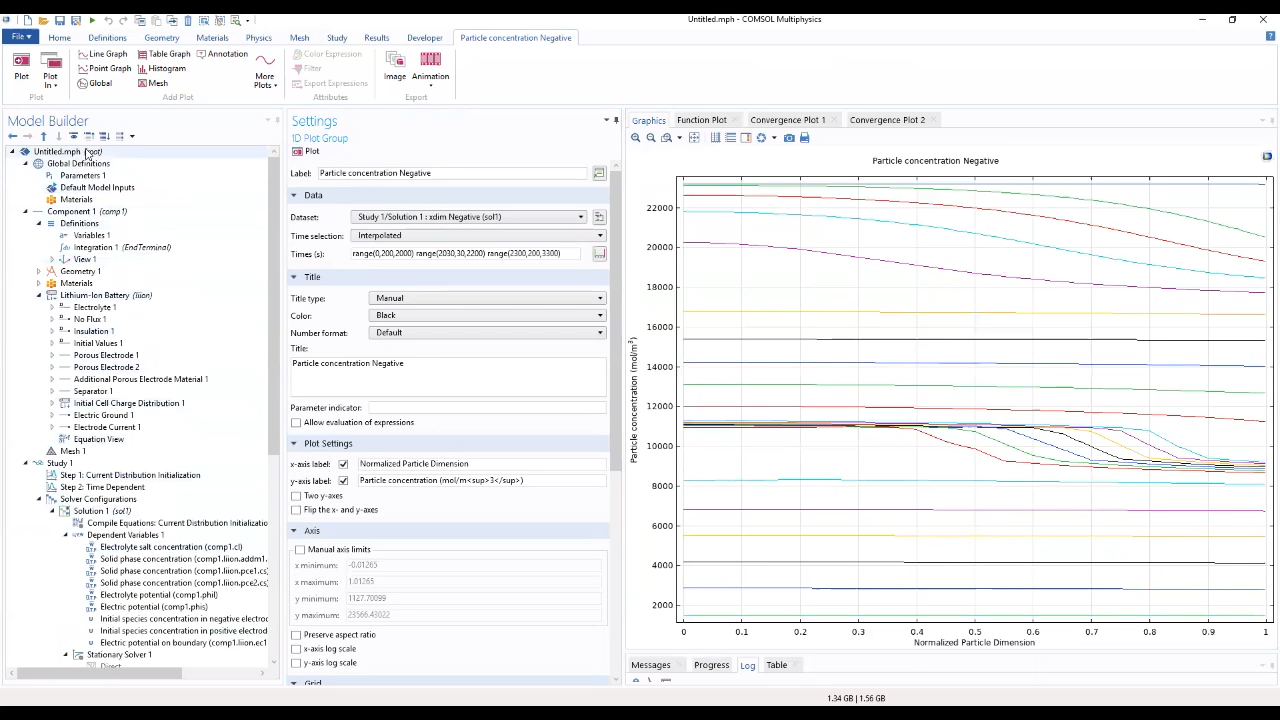 Untitled.mph - COMSOL Multiphysics
File
Home
Definitions
Geometry
Materials
Physics
Mesh
Study
Results
Developer
Particle concentration Negative
Plot
Plot In
Plot
Line Graph
Table Graph
Annotation
Point Graph
Histogram
Global
Mesh
More Plots
Add Plot
Color Expression
Filter
Export Expressions
Attributes
Image
Animation
Export
Model Builder
Untitled.mph (root)
Global Definitions
Parameters 1
Default Model Inputs
Materials
Component 1 (comp1)
Definitions
Variables 1
Integration 1 (EndTerminal)
View 1
Geometry 1
Materials
Lithium-Ion Battery (liion)
Electrolyte 1
No Flux 1
Insulation 1
Initial Values 1
Porous Electrode 1
Porous Electrode 2
Additional Porous Electrode Material 1
Separator 1
Initial Cell Charge Distribution 1
Electric Ground 1
Electrode Current 1
Equation View
Mesh 1
Study 1
Step 1: Current Distribution Initialization
Step 2: Time Dependent
Solver Configurations
Solution 1 (sol1)
Compile Equations: Current Distribution Initializatio
Dependent Variables 1
Electrolyte salt concentration (comp1.cl)
Solid phase concentration (comp1.liion.addm1.
Solid phase concentration (comp1.liion.pce1.cs
Solid phase concentration (comp1.liion.pce2.cs
Electrolyte potential (comp1.phil)
Electric potential (comp1.phis)
Initial species concentration in negative electrod
Initial species concentration in positive electrod
Electric potential on boundary (comp1.liion.ec1
Stationary Solver 1
Direct
Settings
1D Plot Group
Plot
Label: Particle concentration Negative
Data
Dataset: Study 1/Solution 1 : xdim Negative (sol1)
Time selection: Interpolated
Times (s): range(0,200,2000) range(2030,30,2200) range(2300,200,3300)
Title
Title type: Manual
Color: Black
Number format: Default
Title:
Particle concentration Negative
Parameter indicator:
Allow evaluation of expressions
Plot Settings
x-axis label: Normalized Particle Dimension
y-axis label: Particle concentration (mol/m<sup>3</sup>)
Two y-axes
Flip the x- and y-axes
Axis
Manual axis limits
x minimum: -0.01265
x maximum: 1.01265
y minimum: 1127.70099
y maximum: 23566.43022
Preserve aspect ratio
x-axis log scale
y-axis log scale
Grid
Graphics
Function Plot
Convergence Plot 1
Convergence Plot 2
Particle concentration Negative
22000
20000
18000
16000
14000
12000
10000
8000
6000
4000
2000
Particle concentration (mol/m³)
0 0.1 0.2 0.3 0.4 0.5 0.6 0.7 0.8 0.9 1
Normalized Particle Dimension
Messages
Progress
Log
Table
1.34 GB | 1.56 GB